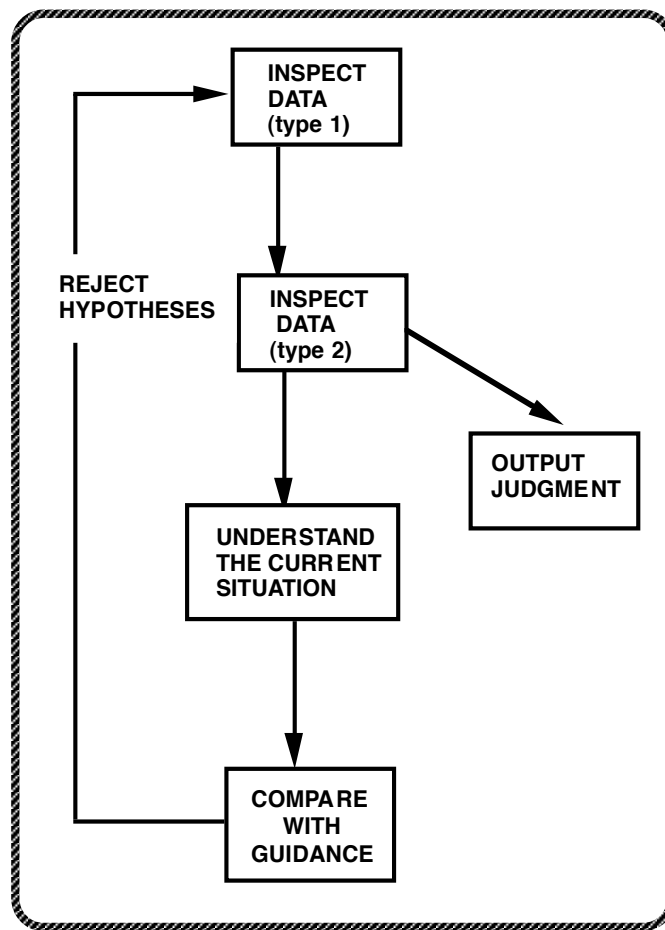 INSPECT
DATA
(type 1)
REJECT
HYPOTHESES
INSPECT
DATA
(type 2)
OUTPUT
JUDGMENT
UNDERSTAND
THE CURRENT
SITUATION
COMPARE
WITH
GUIDANCE